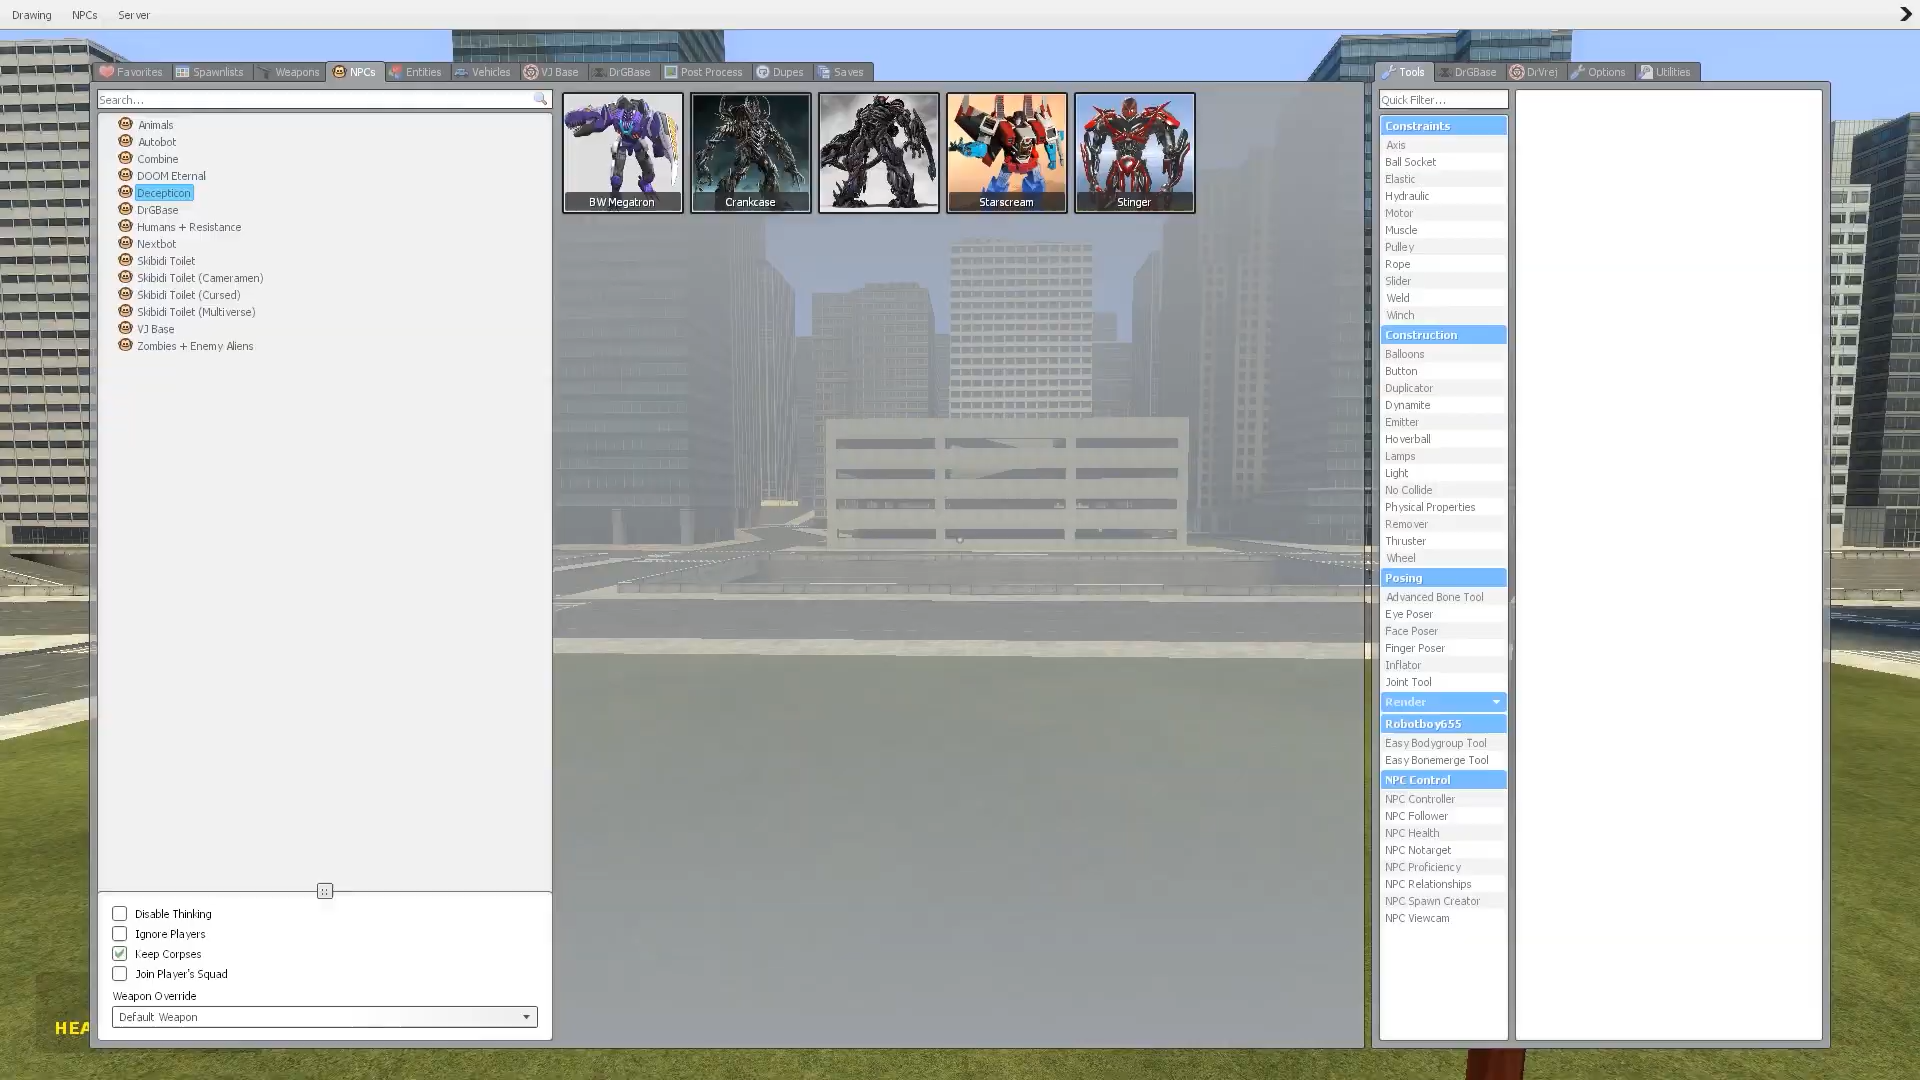 Drawing NPCs Server
Favorites Spawnlists Weapons NPCs Entities Vehicles VJ Base DrGBase Post Process Dupes Saves
Tools DrGBase DrVrej Options Utilities
Search...
Animals
Autobot
Combine
DOOM Eternal
Decepticon
DrGBase
Humans + Resistance
Nextbot
Skibidi Toilet
Skibidi Toilet (Cameramen)
Skibidi Toilet (Cursed)
Skibidi Toilet (Multiverse)
VJ Base
Zombies + Enemy Aliens
Disable Thinking
Ignore Players
Keep Corpses
Join Player's Squad
Weapon Override
Default Weapon
HEA
BW Megatron
Crankcase
Starscream
Stinger
Quick Filter...
Constraints
Axis
Ball Socket
Elastic
Hydraulic
Motor
Muscle
Pulley
Rope
Slider
Weld
Winch
Construction
Balloons
Button
Duplicator
Dynamite
Emitter
Hoverball
Lamps
Light
No Collide
Physical Properties
Remover
Thruster
Wheel
Posing
Advanced Bone Tool
Eye Poser
Face Poser
Finger Poser
Inflator
Joint Tool
Render
Robotboy655
Easy Bodygroup Tool
Easy Bonemerge Tool
NPC Control
NPC Controller
NPC Follower
NPC Health
NPC Notarget
NPC Proficiency
NPC Relationships
NPC Spawn Creator
NPC Viewcam